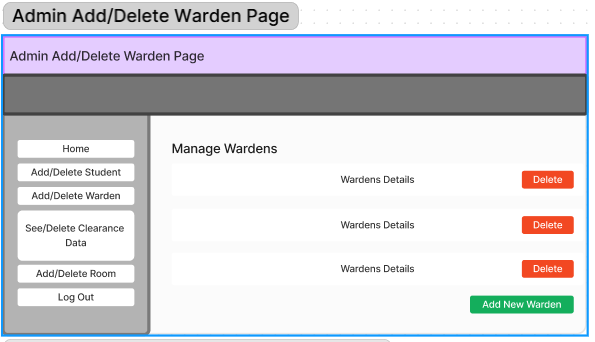 Admin Add/Delete Warden Page
Admin Add/Delete Warden Page
Home
Add/Delete Student
Add/Delete Warden
See/Delete Clearance
Data
Add/Delete Room
Log Out
Manage Wardens
Wardens Details Delete
Wardens Details Delete
Wardens Details Delete
Add New Warden